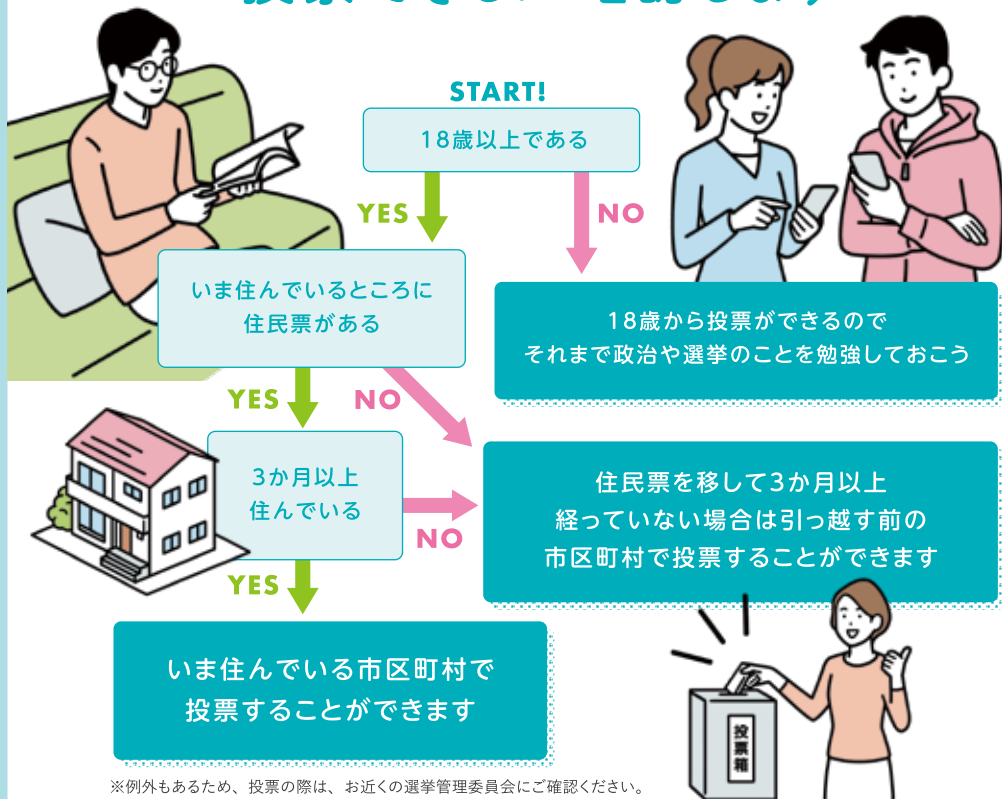 START!
18歳以上である
YES
NO
いま住んでいるところに
住民票がある
18歳から投票ができるので
それまで政治や選挙のことを勉強しておこう
YES
NO
3か月以上
住んでいる
NO
住民票を移して3か月以上
経っていない場合は引っ越す前の
市区町村で投票することができます
YES
いま住んでいる市区町村で
投票することができます
投票箱
※例外もあるため、投票の際は、お近くの選挙管理委員会にご確認ください。